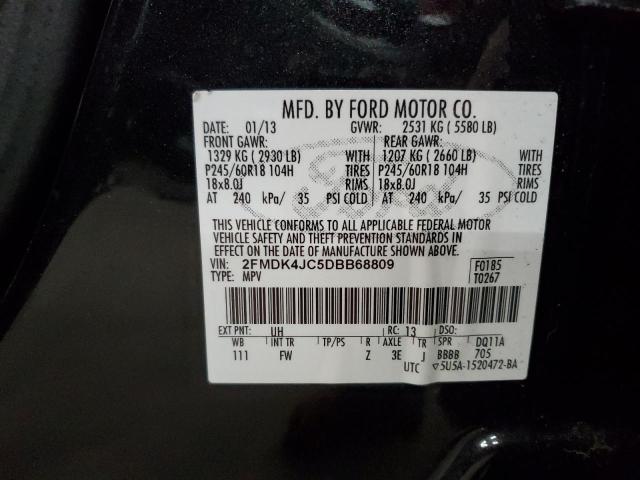 MFD. BY FORD MOTOR CO.
DATE: 01/13 GVWR: 2531 KG ( 5580 LB)
FRONT GAWR: REAR GAWR:
1329 KG ( 2930 LB) WITH 1207 KG ( 2660 LB) WITH
P245/60R18 104H TIRES P245/60R18 104H TIRES
18x8.0J RIMS 18x8.0J RIMS
AT 240 kPa/ 35 PSI COLD AT 240 kPa/ 35 PSI COLD
Ford
THIS VEHICLE CONFORMS TO ALL APPLICABLE FEDERAL MOTOR
VEHICLE SAFETY AND THEFT PREVENTION STANDARDS IN
EFFECT ON THE DATE OF MANUFACTURE SHOWN ABOVE.
VIN: 2FMDK4JC5DBB68809 F0185
TYPE: MPV T0267
EXT PNT: UH RC: 13 DSO:
WB INT TR TP/PS R AXLE TR SPR DQ11A
111 FW Z 3E J BBBB 705
UTC ▽5U5A-1520472-BA